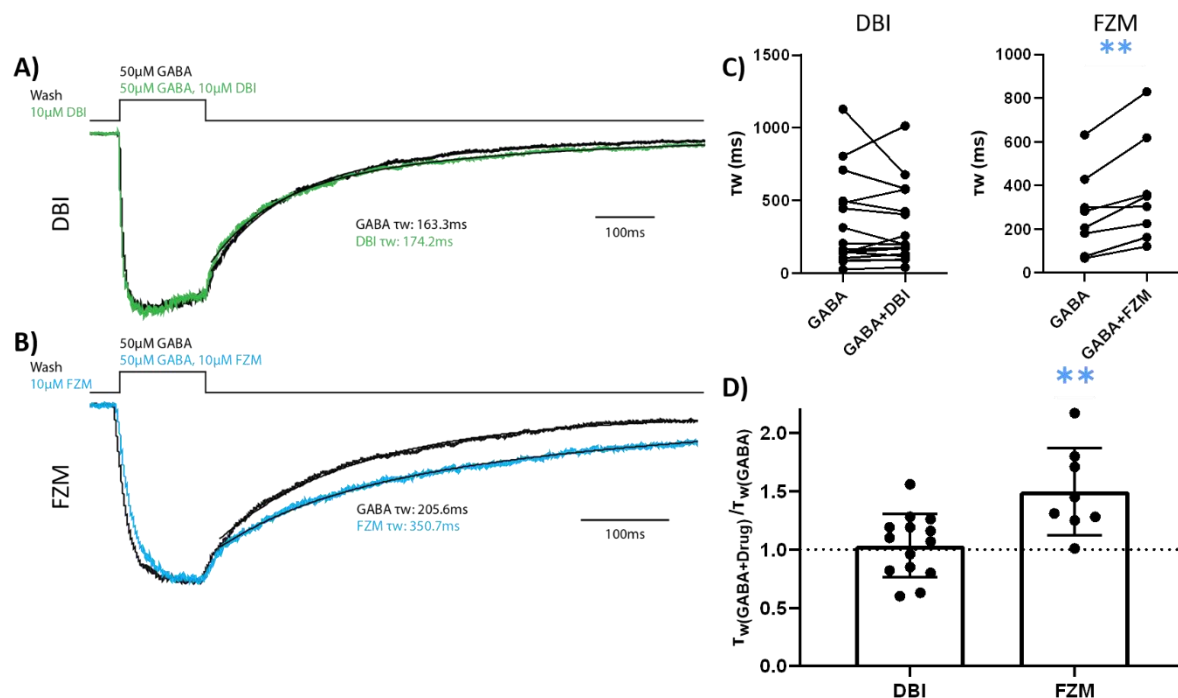 A)
50µM GABA
50µM GABA, 10µM DBI
Wash
10µM DBI
DBI
GABA τw: 163.3ms
DBI τw: 174.2ms
100ms
B)
50µM GABA
50µM GABA, 10µM FZM
Wash
10µM FZM
FZM
GABA τw: 205.6ms
FZM τw: 350.7ms
100ms
C)
DBI
1500
1000
500
0
τw (ms)
GABA
GABA+DBI
FZM
**
1000
800
600
400
200
0
τw (ms)
GABA
GABA+FZM
D)
**
2.0
1.5
1.0
0.5
0.0
τw(GABA+Drug)/τw(GABA)
DBI
FZM